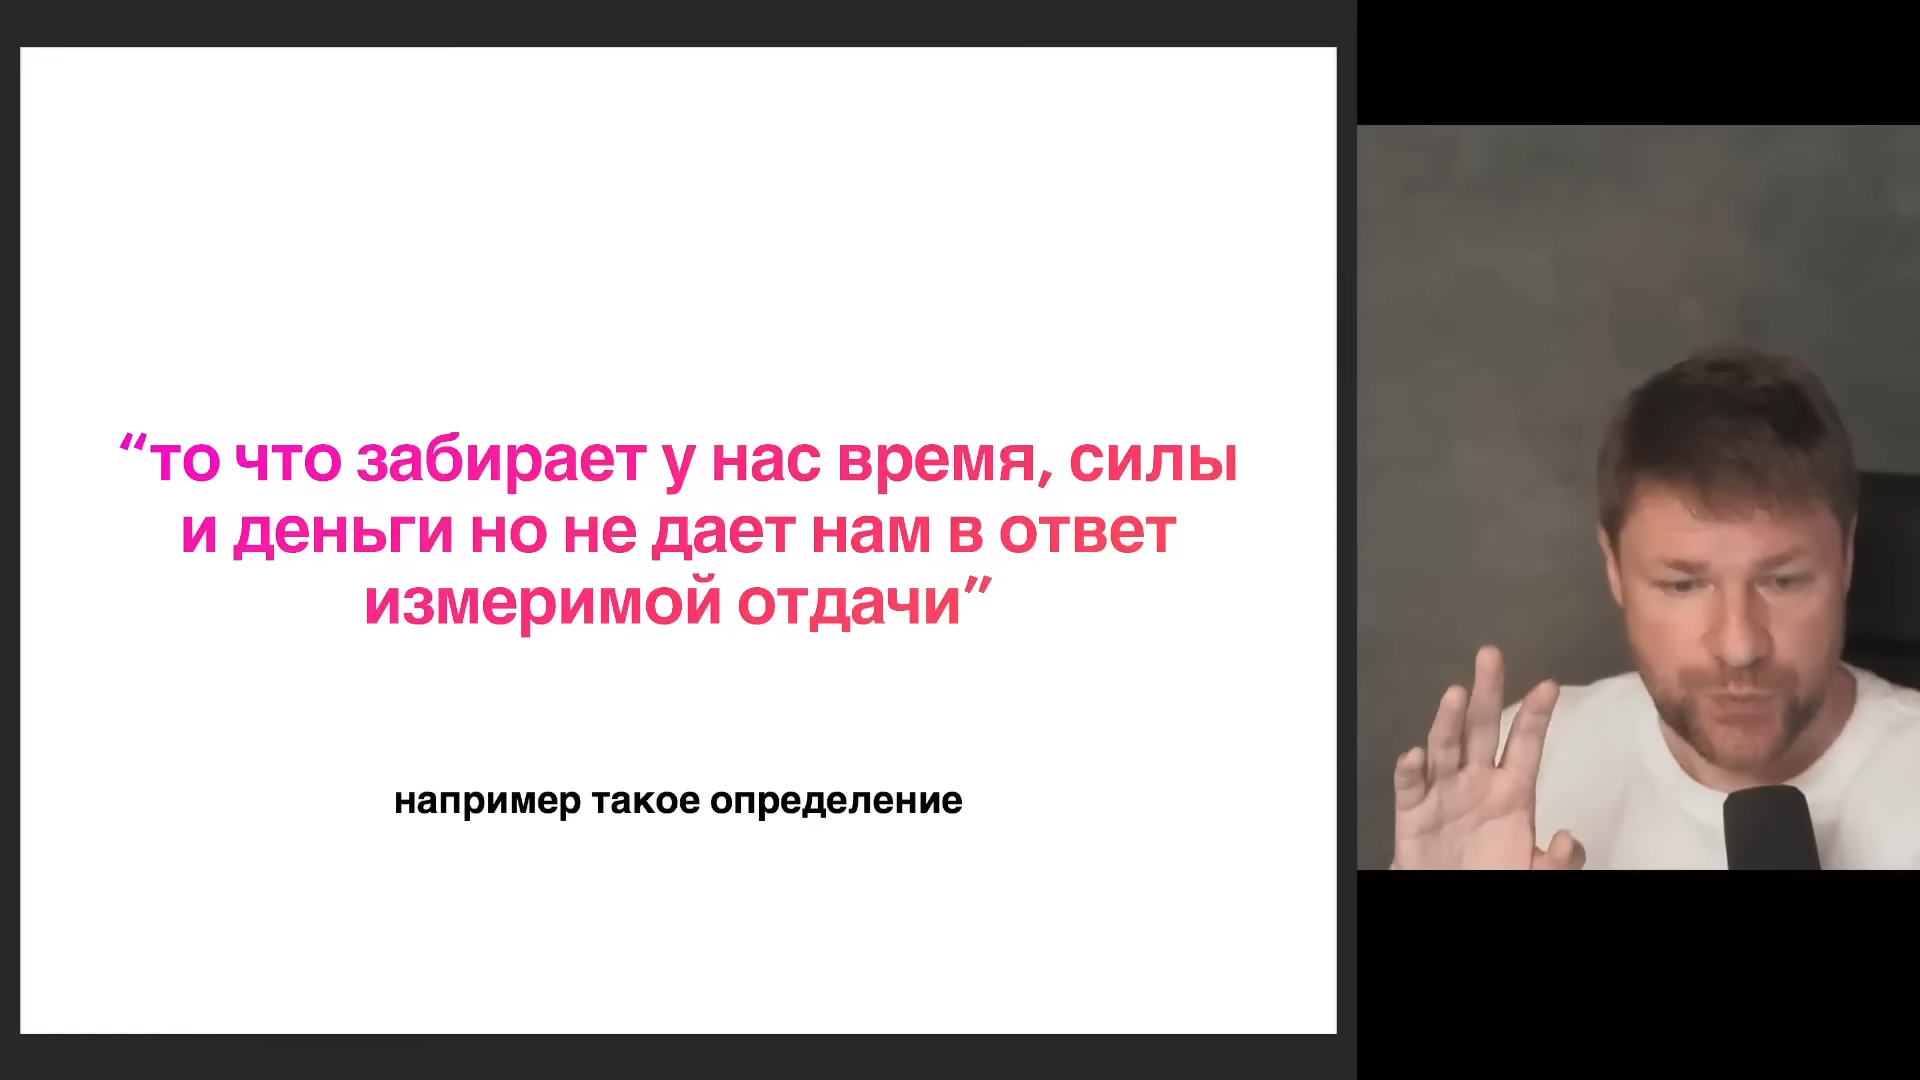 “то что забирает у нас время, силы
и деньги но не дает нам в ответ
измеримой отдачи”
например такое определение